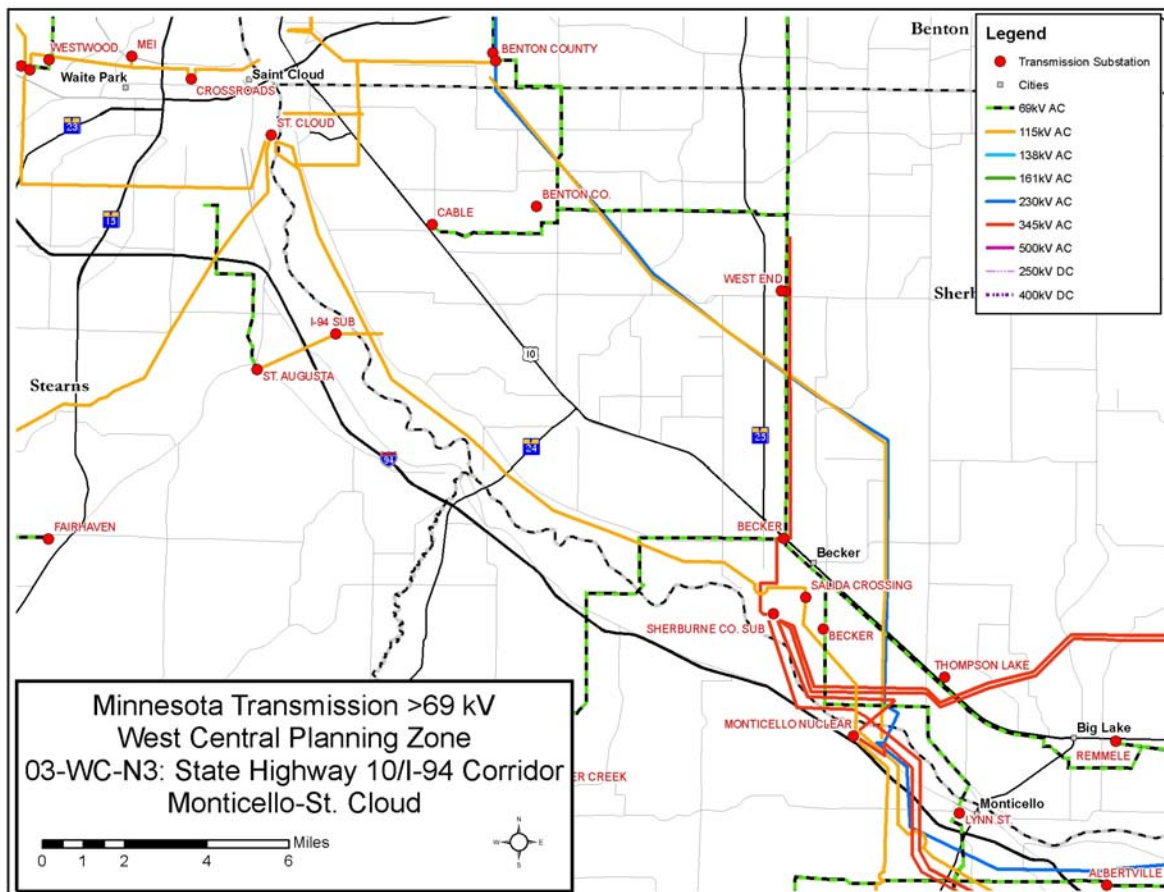 Benton
WESTWOOD
MEI
BENTON COUNTY
Waite Park
Saint Cloud
CROSSROADS
23
ST. CLOUD
15
CABLE
BENTON CO.
WEST END
Sherb
I-94 SUB
10
ST. AUGUSTA
Stearns
94
24
25
FAIRHAVEN
BECKER
Becker
SALIDA CROSSING
SHERBURNE CO. SUB
BECKER
THOMPSON LAKE
MONTICELLO NUCLEAR
Big Lake
REMMELE
ER CREEK
Monticello
LYNN ST.
ALBERTVILLE
Legend
Transmission Substation
Cities
69kV AC
115kV AC
138kV AC
161kV AC
230kV AC
345kV AC
500kV AC
250kV DC
400kV DC
Minnesota Transmission >69 kV
West Central Planning Zone
03-WC-N3: State Highway 10/I-94 Corridor
Monticello-St. Cloud
Miles
0 1 2 4 6
N
W E
S